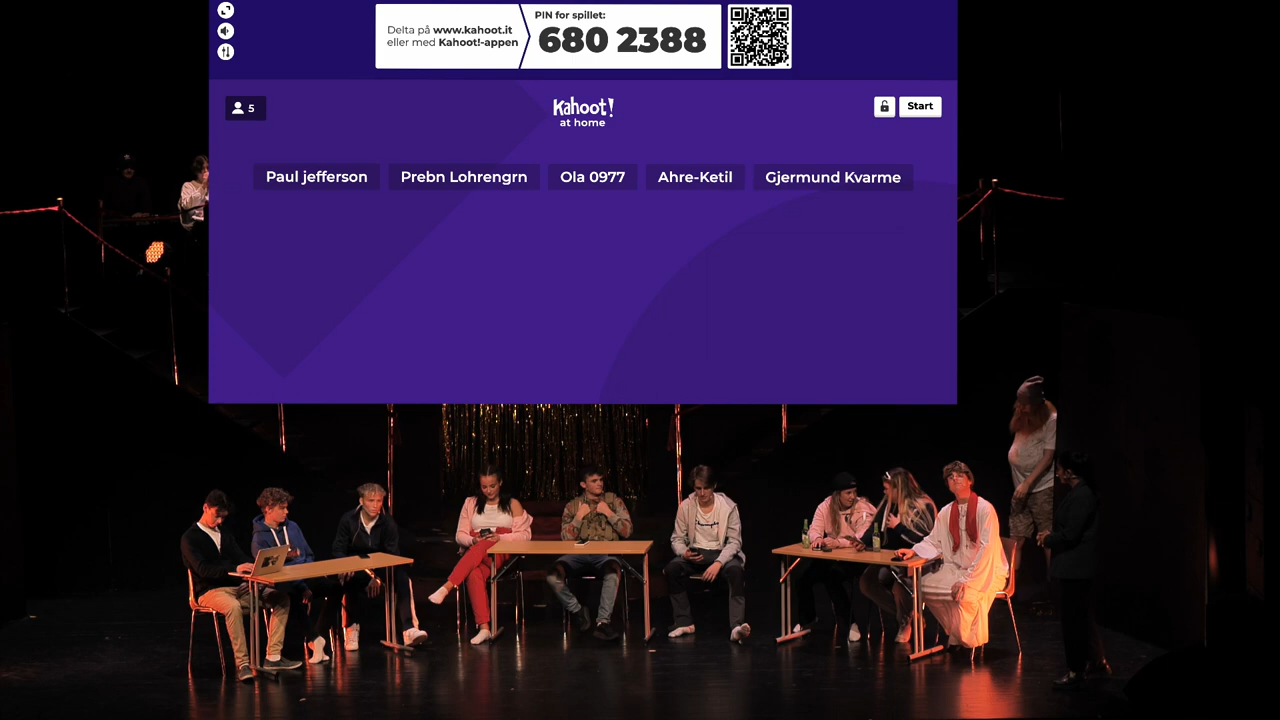 Delta på www.kahoot.it
eller med Kahoot!-appen
PIN for spillet:
680 2388
5
Kahoot!
at home
Start
Paul jefferson
Prebn Lohrengrn
Ola 0977
Ahre-Ketil
Gjermund Kvarme